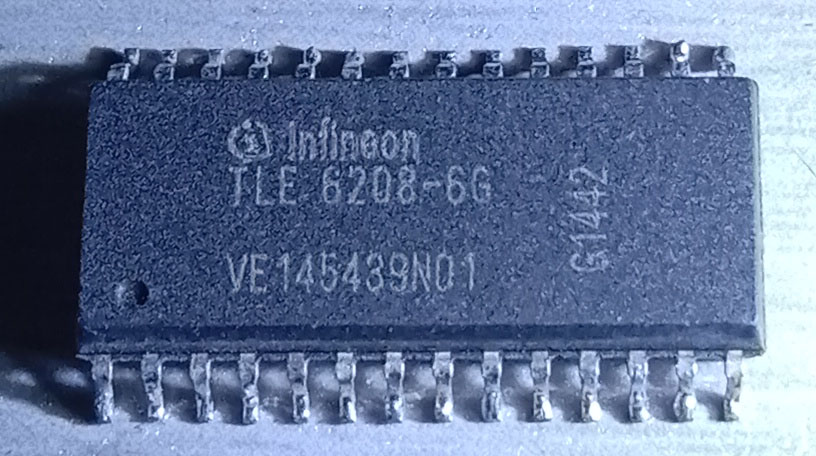 Infineon
TLE 6208-6G
VE145439N01
G1442